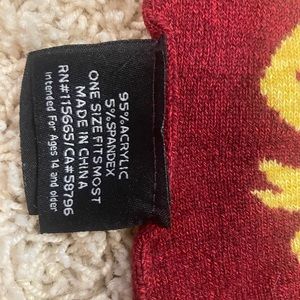 95% ACRYLIC
5% SPANDEX
ONE SIZE FITS MOST
MADE IN CHINA
RN#115665/CA#58796
Intended For Ages 14 and older